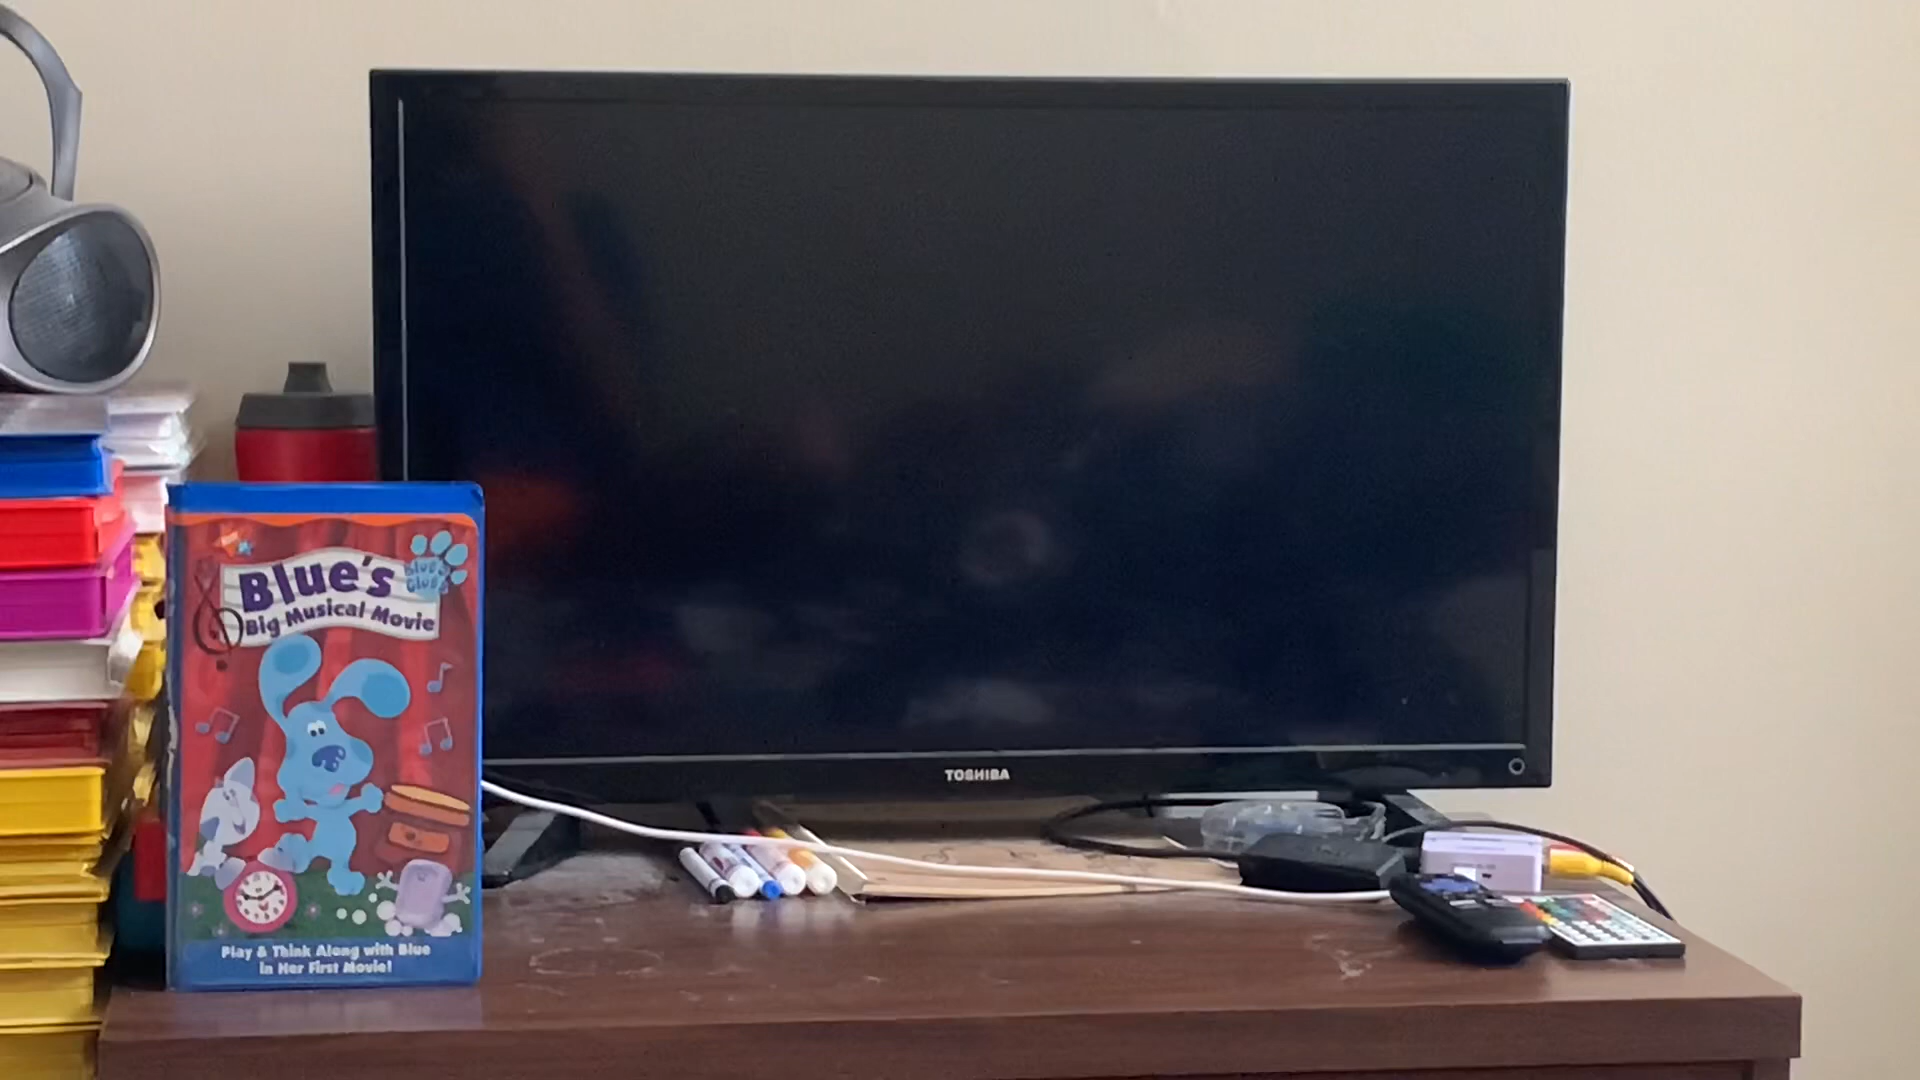 Blue's
Blue's
Clues
Big Musical Movie
Play & Think Along with Blue
in Her First Movie!
TOSHIBA